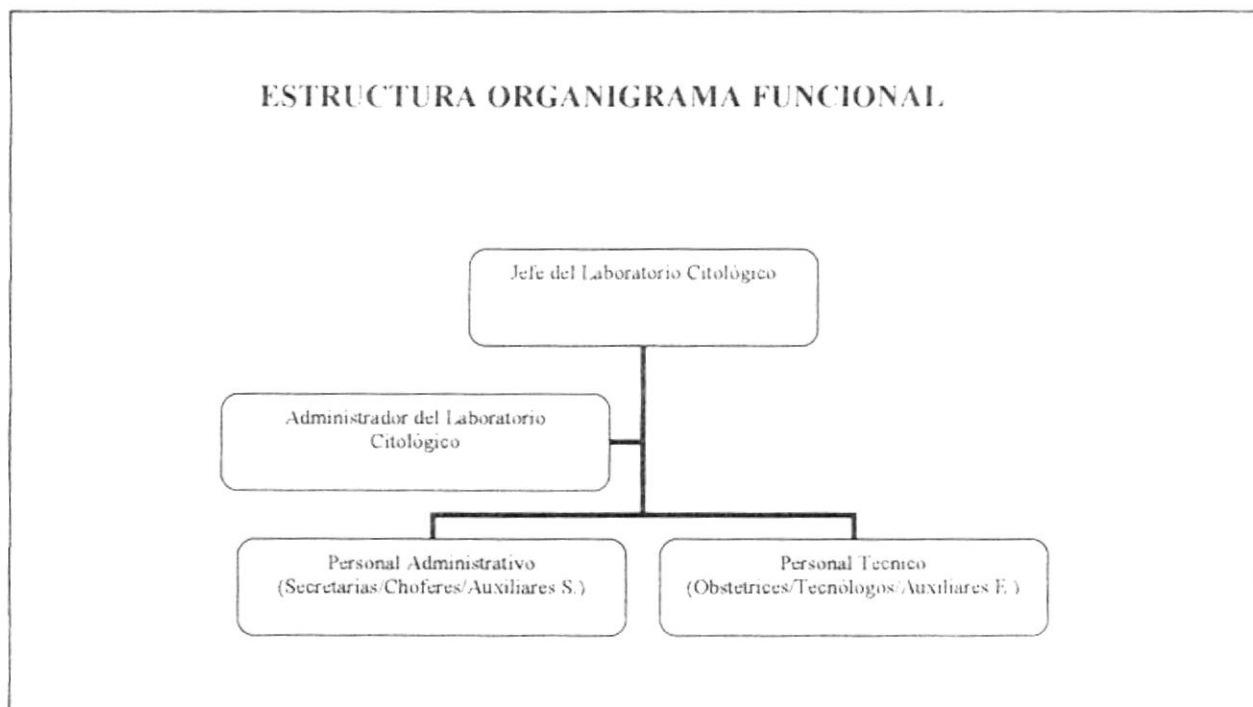 ESTRUCTURA ORGANIGRAMA FUNCIONAL
Jefe del Laboratorio Citológico
Administrador del Laboratorio
Citológico
Personal Administrativo
(Secretarias/Choferes/Auxiliares S.)
Personal Tecnico
(Obstetrices/Tecnólogos/Auxiliares E.)